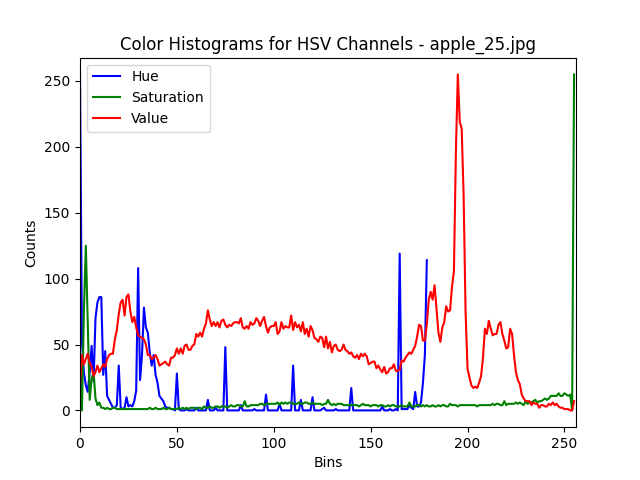 Color Histograms for HSV Channels - apple_25.jpg
Hue
Saturation
Value
Counts
250
200
150
100
50
0
0 50 100 150 200 250
Bins